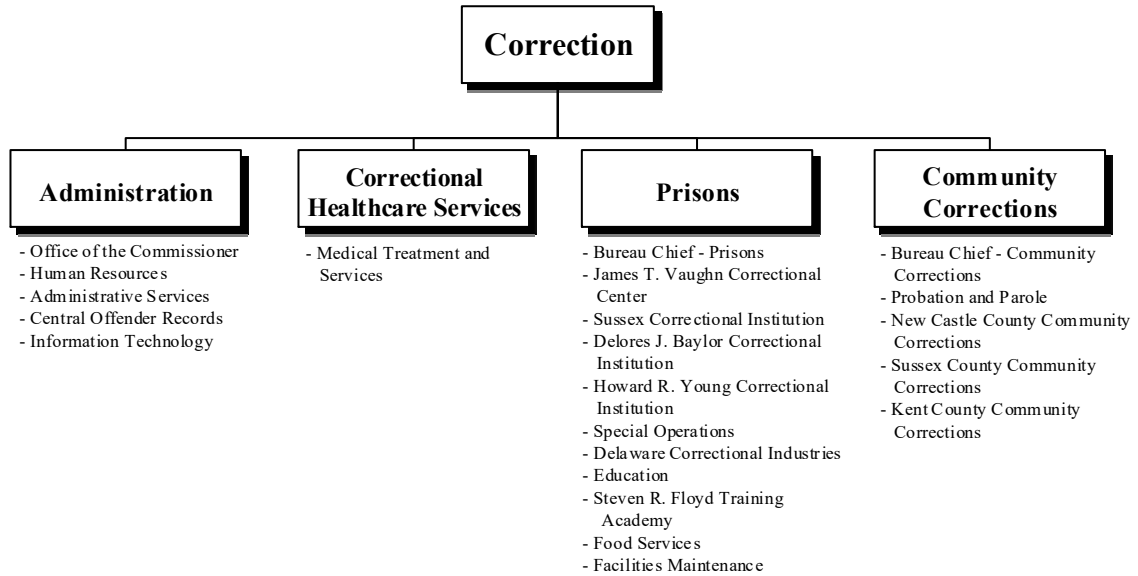 Correction
Administration
- Office of the Commissioner
- Human Resources
- Administrative Services
- Central Offender Records
- Information Technology
Correctional
Healthcare Services
- Medical Treatment and
Services
Prisons
- Bureau Chief - Prisons
- James T. Vaughn Correctional
Center
- Sussex Correctional Institution
- Delores J. Baylor Correctional
Institution
- Howard R. Young Correctional
Institution
- Special Operations
- Delaware Correctional Industries
- Education
- Steven R. Floyd Training
Academy
- Food Services
- Facilities Maintenance
Community
Corrections
- Bureau Chief - Community
Corrections
- Probation and Parole
- New Castle County Community
Corrections
- Sussex County Community
Corrections
- Kent County Community
Corrections